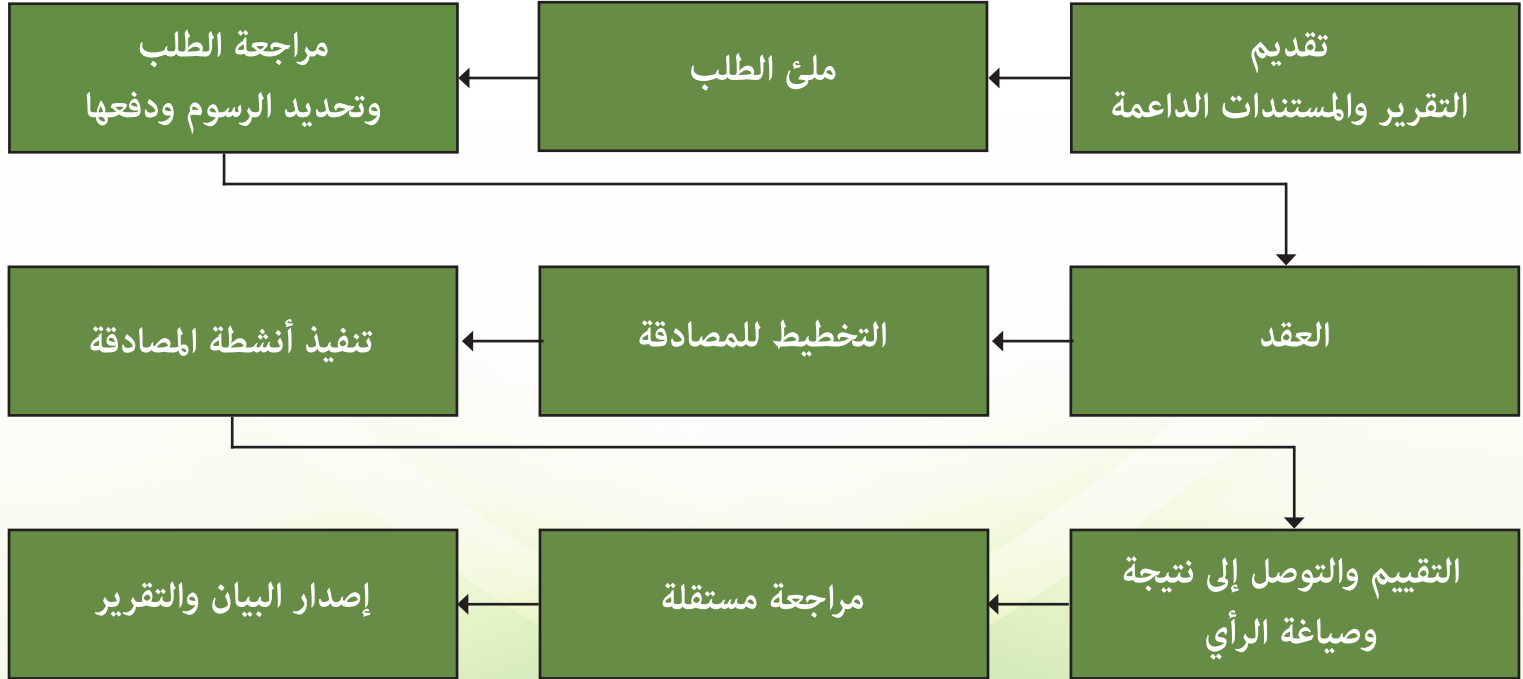 تقديم
التقرير والمستندات الداعمة
ملئ الطلب
مراجعة الطلب
وتحديد الرسوم ودفعها
العقد
التخطيط للمصادقة
تنفيذ أنشطة المصادقة
التقييم والتوصل إلى نتيجة
وصياغة الرأي
مراجعة مستقلة
إصدار البيان والتقرير